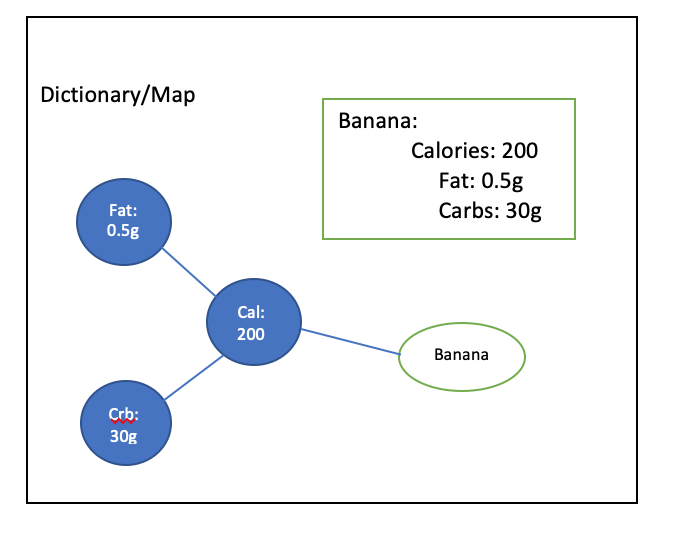 Dictionary/Map
Banana:
Calories: 200
Fat: 0.5g
Carbs: 30g
Fat:
0.5g
Cal:
200
Banana
Crb:
30g